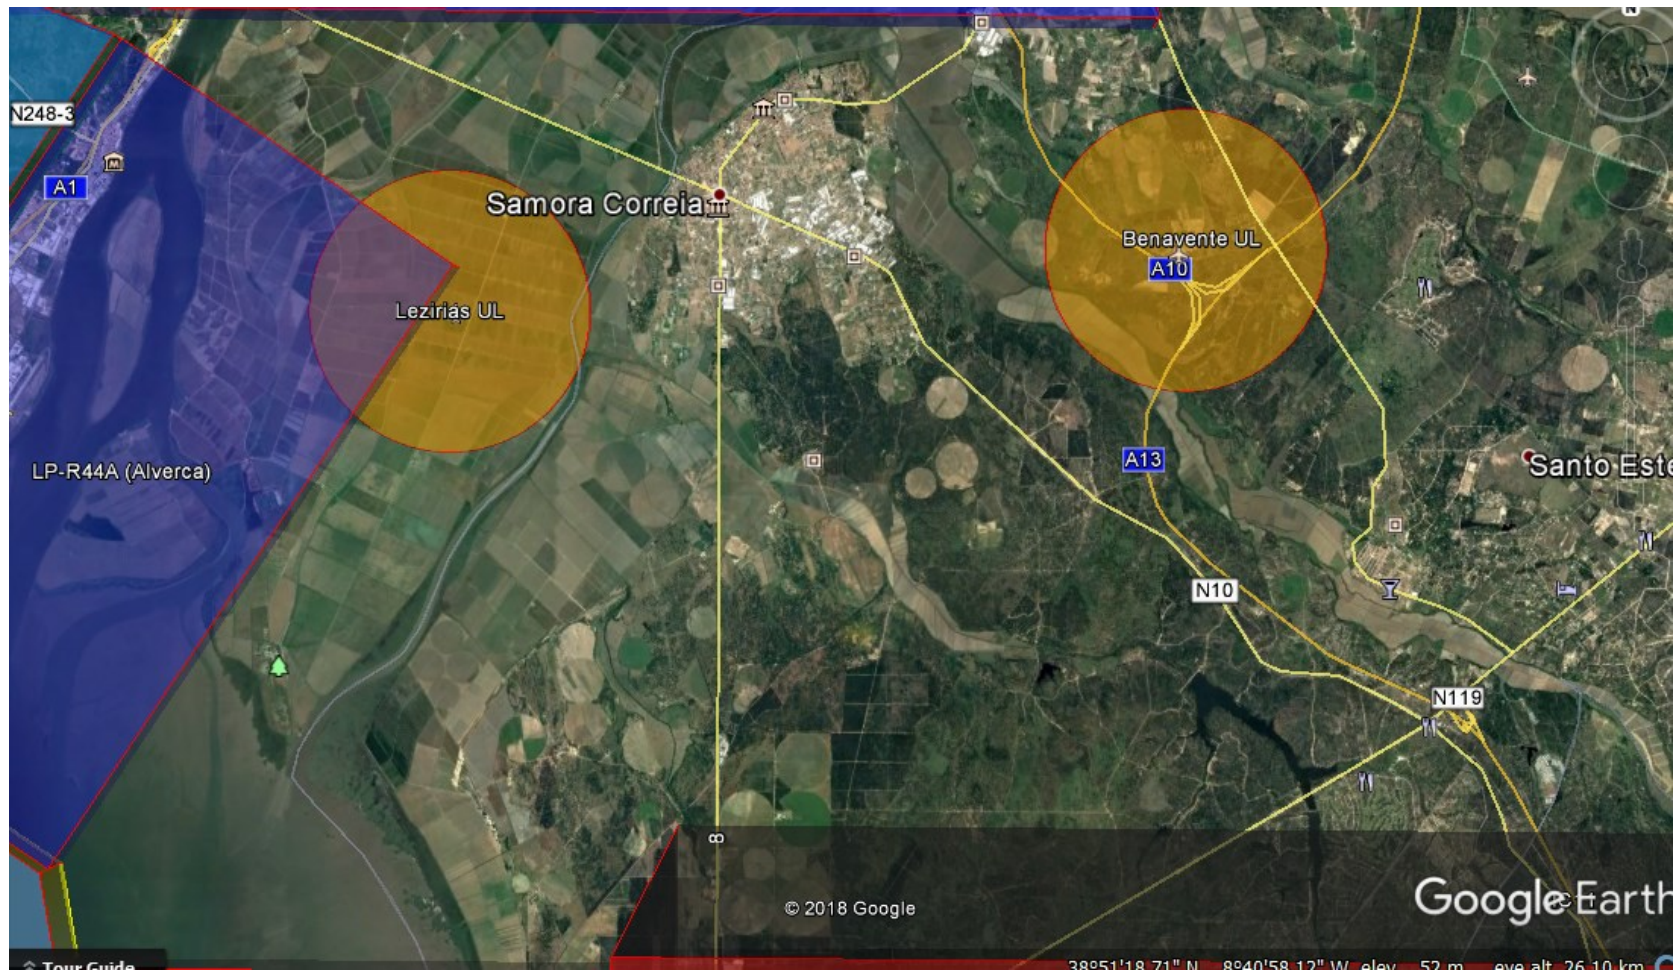 N
N248-3
A1
Samora Correia
Benavente UL
A10
Lezirias UL
LP-R44A (Alverca)
A13
Santo Este
N10
N119
© 2018 Google
Google Earth
Tour Guide
38°51'18.71" N 8°40'58.12" W elev 52 m eye alt 26.10 km